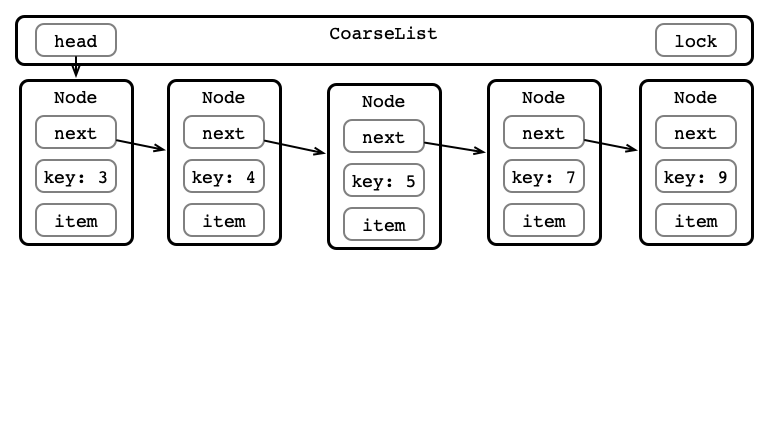 CoarseList
head
lock
Node
next
key: 3
item
Node
next
key: 4
item
Node
next
key: 5
item
Node
next
key: 7
item
Node
next
key: 9
item